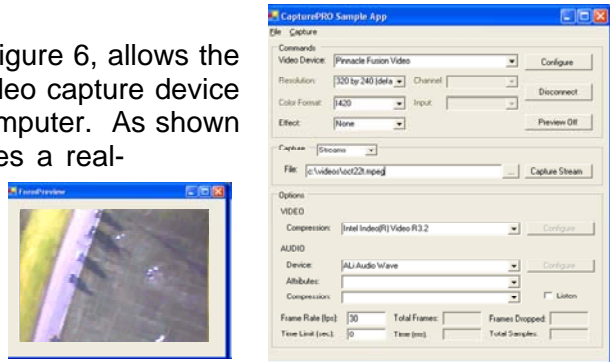 igure 6, allows the
deo capture device
mputer. As shown
es a real-
FormPreview
CapturePRO Sample App
File Capture
Commands
Video Device: Pinnacle Fusion Video Configure
Resolution: 320 by 240 (defa Channel:
Disconnect
Color Format: I420 Input:
Effect: None Preview Off
Capture Streams
File: c:\videos\oct22t.mpeg ... Capture Stream
Options
VIDEO
Compression: Intel Indeo(R) Video R3.2 Configure
AUDIO
Device: ALi Audio Wave Configure
Attributes:
Compression: Listen
Frame Rate (fps): 30 Total Frames: Frames Dropped:
Time Limit (sec.): 0 Time (ms): Total Samples: